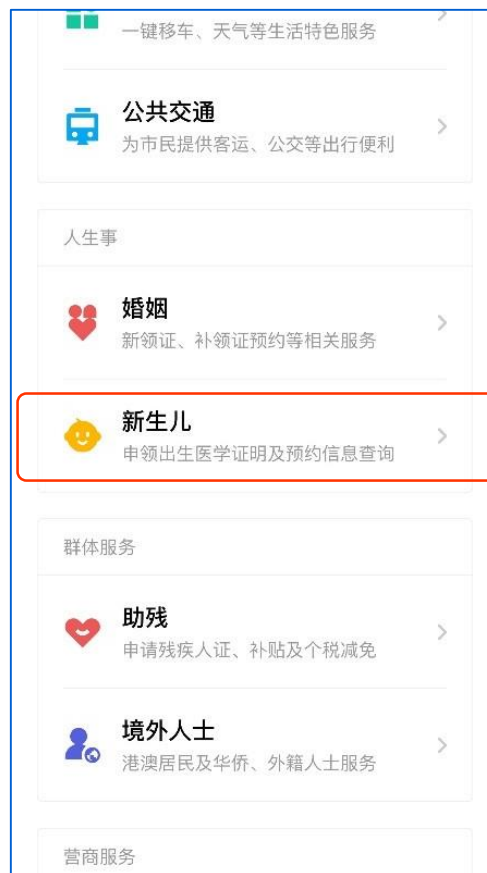 一键移车、天气等生活特色服务
公共交通
为市民提供客运、公交等出行便利
人生事
婚姻
新领证、补领证预约等相关服务
新生儿
申领出生医学证明及预约信息查询
群体服务
助残
申请残疾人证、补贴及个税减免
境外人士
港澳居民及华侨、外籍人士服务
营商服务